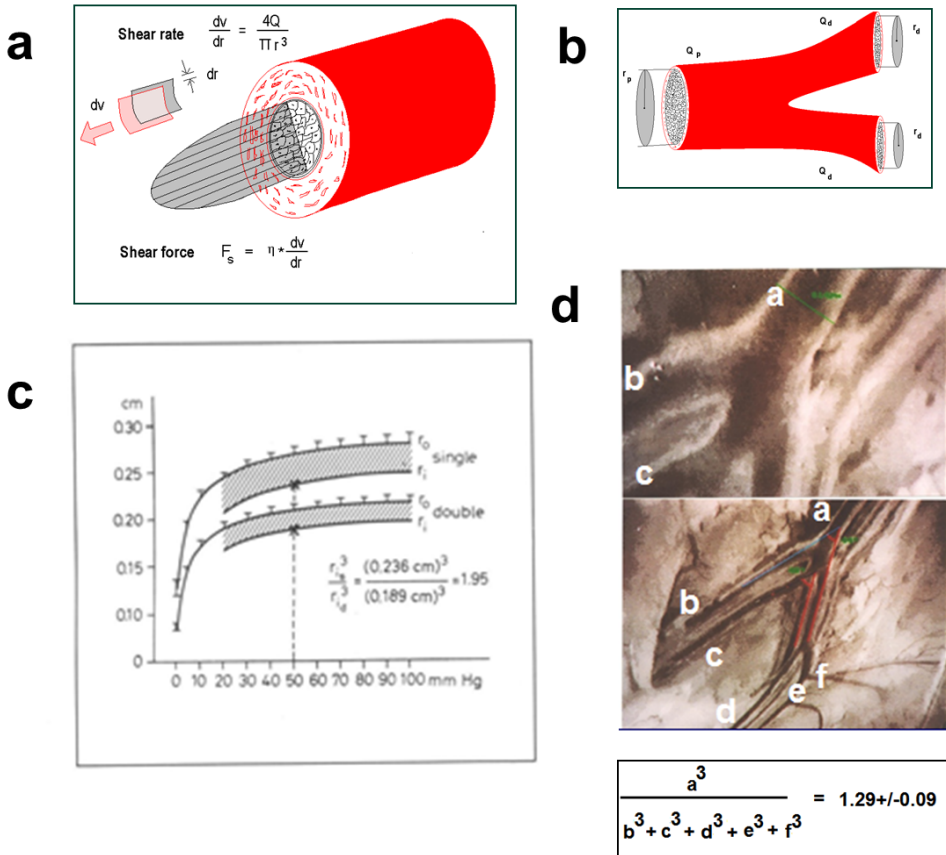 a
Shear rate dv/dr = 4Q/Πr³
dr
dv
Shear force Fs = η*dv/dr
b
Qp
rp
Qd
rd
rd
Qd
c
cm
0.30
0.25
0.20
0.15
0.10
0
ro
single
ri
ro
double
ri
ri_s³/ri_d³ = (0,236 cm)³/(0,189 cm)³ = 1.95
0 10 20 30 40 50 60 70 80 90 100 mm Hg
d
a
b
c
a
b
c
d
e
f
a³/(b³+c³+d³+e³+f³) = 1.29+/-0.09